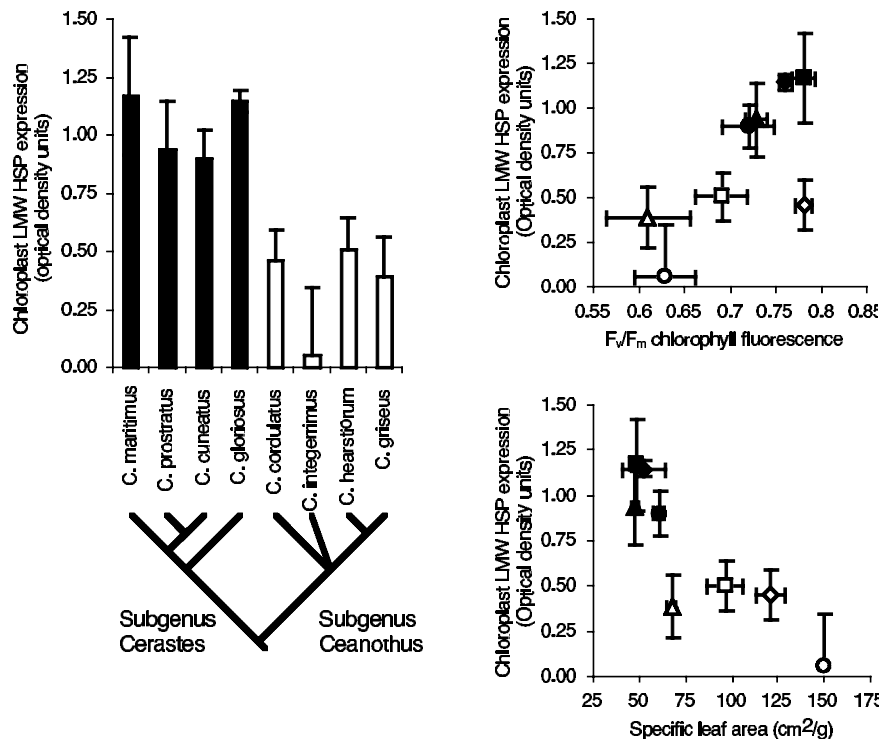 Chloroplast LMW HSP expression
(optical density units)
1.50
1.25
1.00
0.75
0.50
0.25
0.00
C. maritimus
C. prostratus
C. cuneatus
C. gloriosus
C. cordulatus
C. integerrimus
C. hearstiorum
C. griseus
Subgenus
Cerastes
Subgenus
Ceanothus
Chloroplast LMW HSP expression
(Optical density units)
1.50
1.25
1.00
0.75
0.50
0.25
0.00
0.55 0.6 0.65 0.7 0.75 0.8 0.85
Fv/Fm chlorophyll fluorescence
Chloroplast LMW HSP expression
(Optical density units)
1.50
1.25
1.00
0.75
0.50
0.25
0.00
25 50 75 100 125 150 175
Specific leaf area (cm²/g)